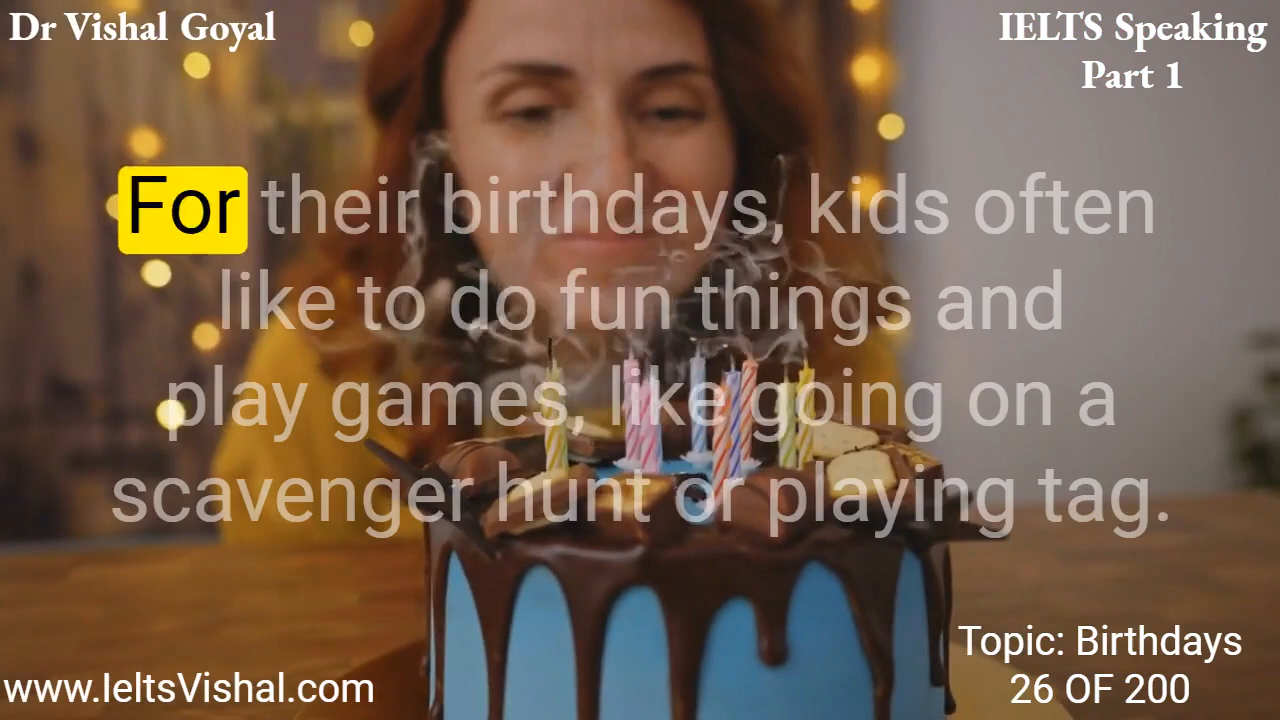 Dr Vishal Goyal
IELTS Speaking
Part 1
For their birthdays, kids often
like to do fun things and
play games, like going on a
scavenger hunt or playing tag.
Topic: Birthdays
26 OF 200
www.IeltsVishal.com